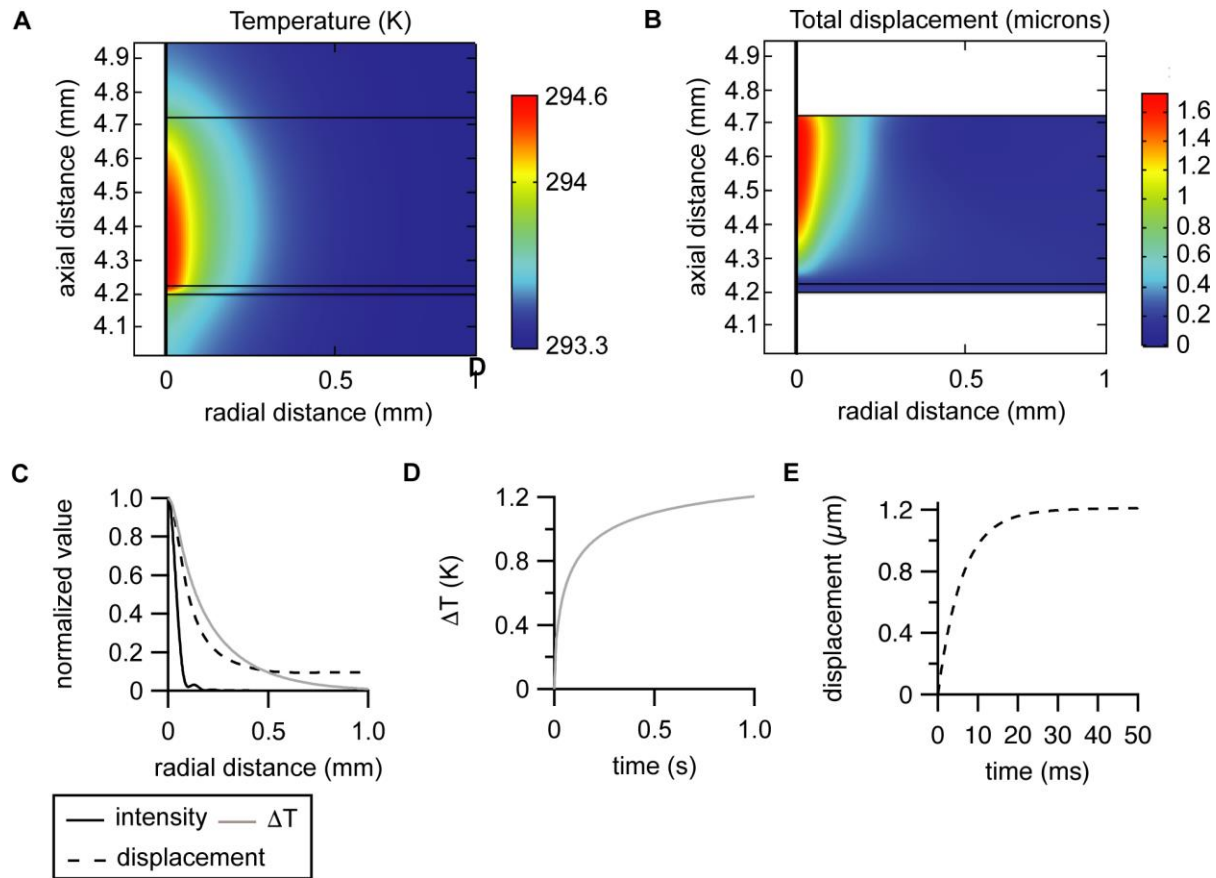 A
Temperature (K)
axial distance (mm)
4.9
4.8
4.7
4.6
4.5
4.4
4.3
4.2
4.1
0
0.5
1
radial distance (mm)
294.6
294
293.3
D
B
Total displacement (microns)
axial distance (mm)
4.9
4.8
4.7
4.6
4.5
4.4
4.3
4.2
4.1
0
0.5
1
radial distance (mm)
1.6
1.4
1.2
1
0.8
0.6
0.4
0.2
0
C
normalized value
1.0
0.8
0.6
0.4
0.2
0
0
0.5
1.0
radial distance (mm)
intensity
ΔT
displacement
D
ΔT (K)
1.2
0.8
0.4
0
0
0.5
1.0
time (s)
E
displacement (μm)
1.2
0.8
0.4
0
0 10 20 30 40 50
time (ms)